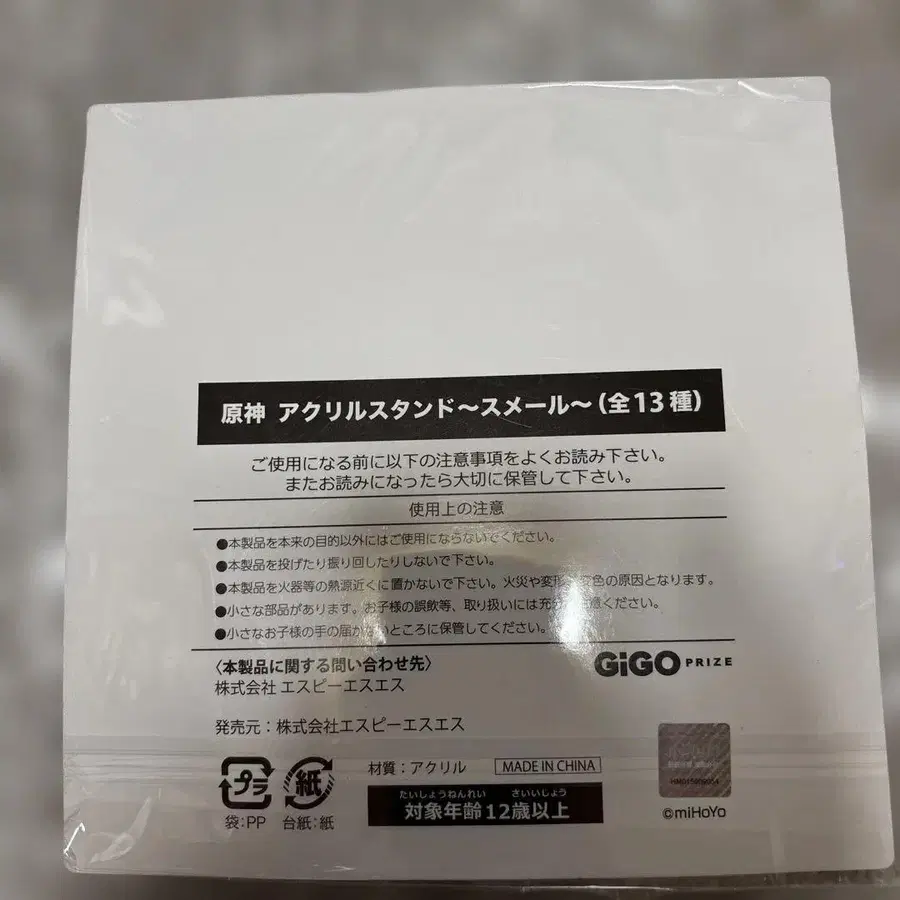 原神 アクリルスタンド～スメール～(全13種)
ご使用になる前に以下の注意事項をよくお読み下さい。
またお読みになったら大切に保管して下さい。
使用上の注意
●本製品を本来の目的以外にはご使用にならないでください。
●本製品を投げたり振り回したりしないで下さい。
●本製品を火器等の熱源近くに置かないで下さい。火災や変形、変色の原因となります。
●小さな部品があります。お子様の誤飲等、取り扱いには充分ご注意ください。
●小さなお子様の手の届かないところに保管してください。
〈本製品に関する問い合わせ先〉
株式会社 エスピーエスエス
GiGO PRIZE
発売元：株式会社エスピーエスエス
プラ
紙
袋:PP
台紙:紙
材質：アクリル
MADE IN CHINA
たいしょうねんれい さいいじょう
対象年齢12歳以上
©miHoYo